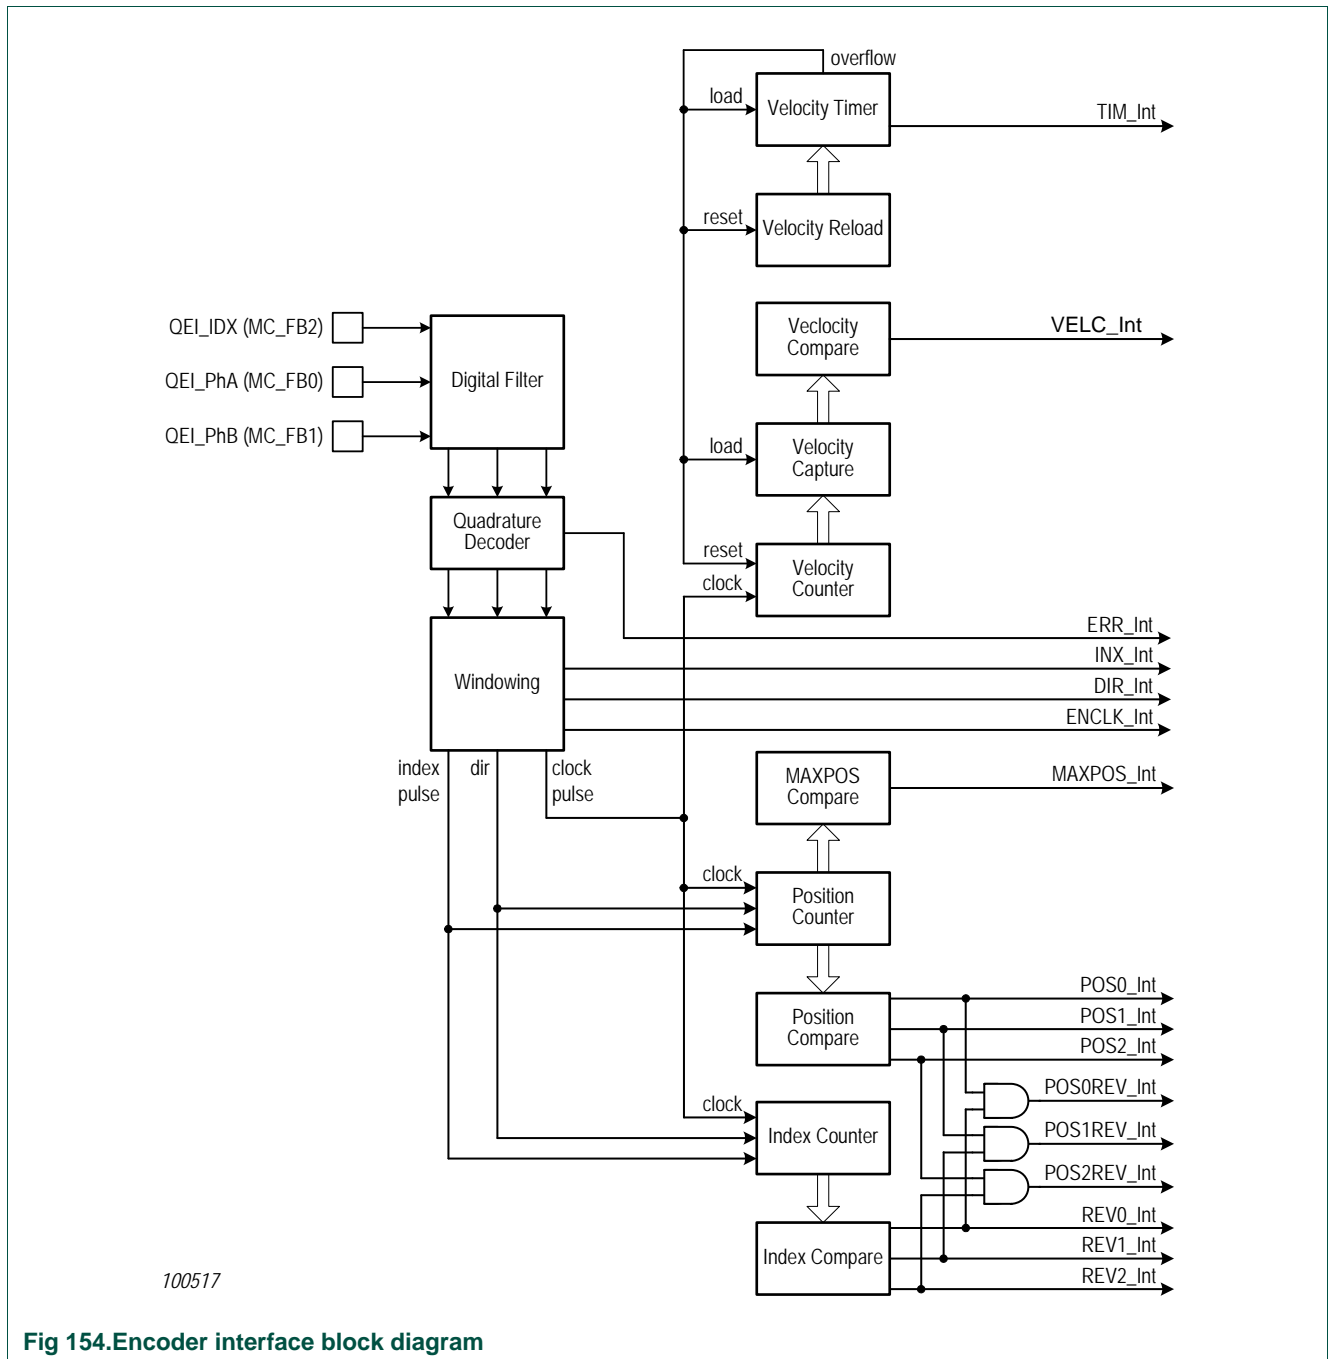 overflow
load
Velocity Timer
TIM_Int
reset
Velocity Reload
QEI_IDX (MC_FB2)
QEI_PhA (MC_FB0)
QEI_PhB (MC_FB1)
Digital Filter
Veclocity
Compare
VELC_Int
load
Velocity
Capture
Quadrature
Decoder
reset
clock
Velocity
Counter
ERR_Int
INX_Int
DIR_Int
ENCLK_Int
Windowing
index
pulse
dir
clock
pulse
MAXPOS
Compare
MAXPOS_Int
clock
Position
Counter
Position
Compare
POS0_Int
POS1_Int
POS2_Int
POS0REV_Int
POS1REV_Int
POS2REV_Int
clock
Index Counter
Index Compare
REV0_Int
REV1_Int
REV2_Int
100517
Fig 154.Encoder interface block diagram